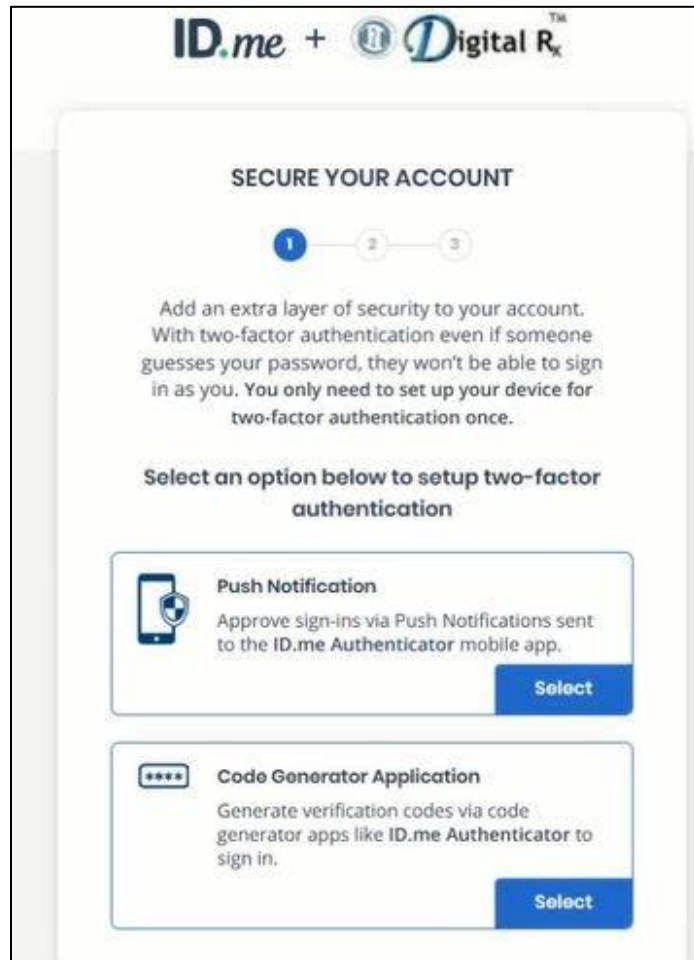 ID.me + Digital Rx™
SECURE YOUR ACCOUNT
1 2 3
Add an extra layer of security to your account.
With two-factor authentication even if someone
guesses your password, they won't be able to sign
in as you. You only need to set up your device for
two-factor authentication once.
Select an option below to setup two-factor
authentication
Push Notification
Approve sign-ins via Push Notifications sent
to the ID.me Authenticator mobile app.
Select
****
Code Generator Application
Generate verification codes via code
generator apps like ID.me Authenticator to
sign in.
Select